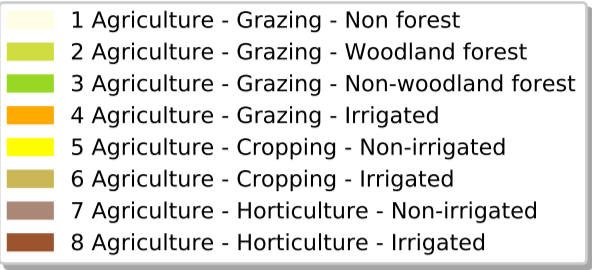 1 Agriculture - Grazing - Non forest
2 Agriculture - Grazing - Woodland forest
3 Agriculture - Grazing - Non-woodland forest
4 Agriculture - Grazing - Irrigated
5 Agriculture - Cropping - Non-irrigated
6 Agriculture - Cropping - Irrigated
7 Agriculture - Horticulture - Non-irrigated
8 Agriculture - Horticulture - Irrigated